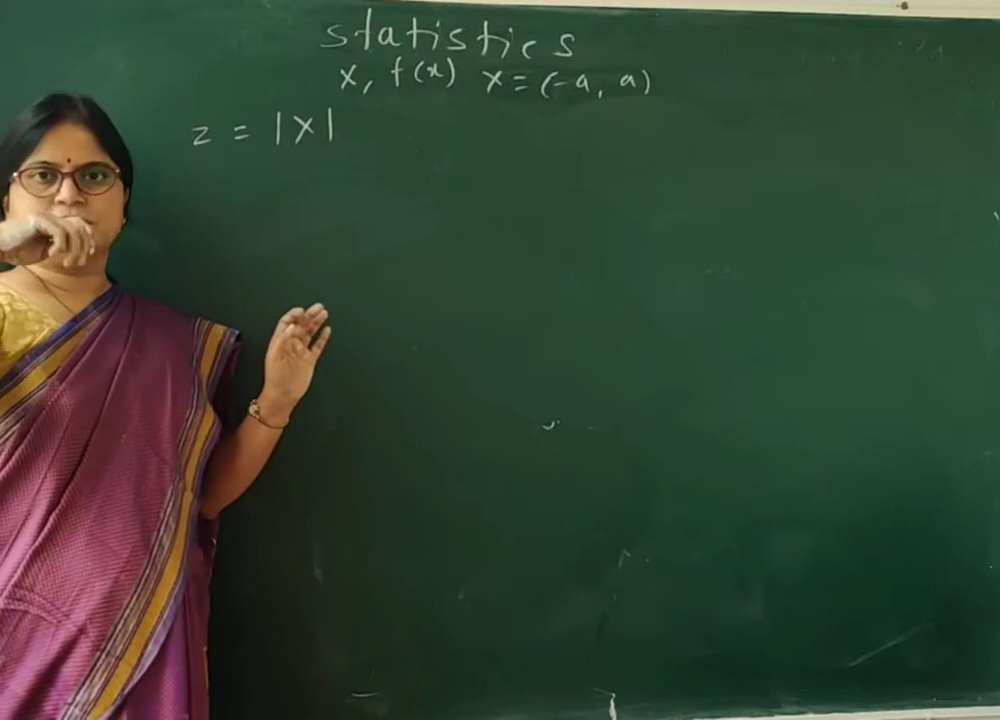 statistics
x, f(x) x ≡ (-a, a)
z = |x|